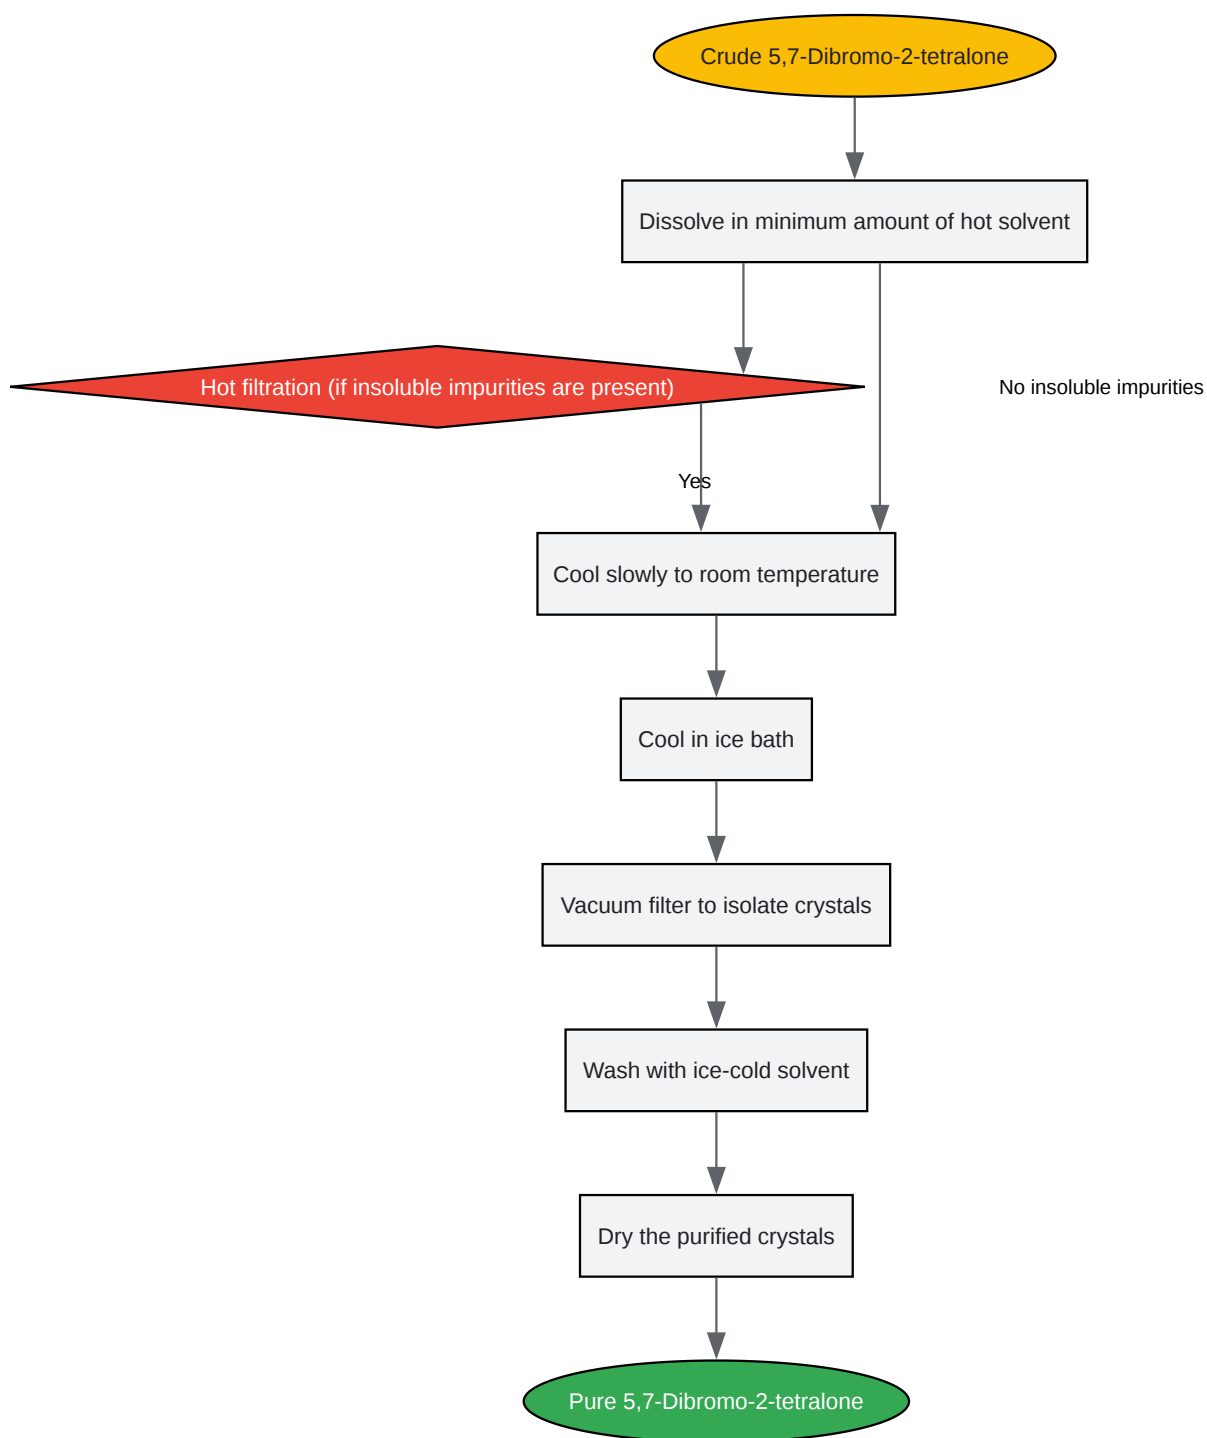 Crude 5,7-Dibromo-2-tetralone
Dissolve in minimum amount of hot solvent
Hot filtration (if insoluble impurities are present)
No insoluble impurities
Yes
Cool slowly to room temperature
Cool in ice bath
Vacuum filter to isolate crystals
Wash with ice-cold solvent
Dry the purified crystals
Pure 5,7-Dibromo-2-tetralone